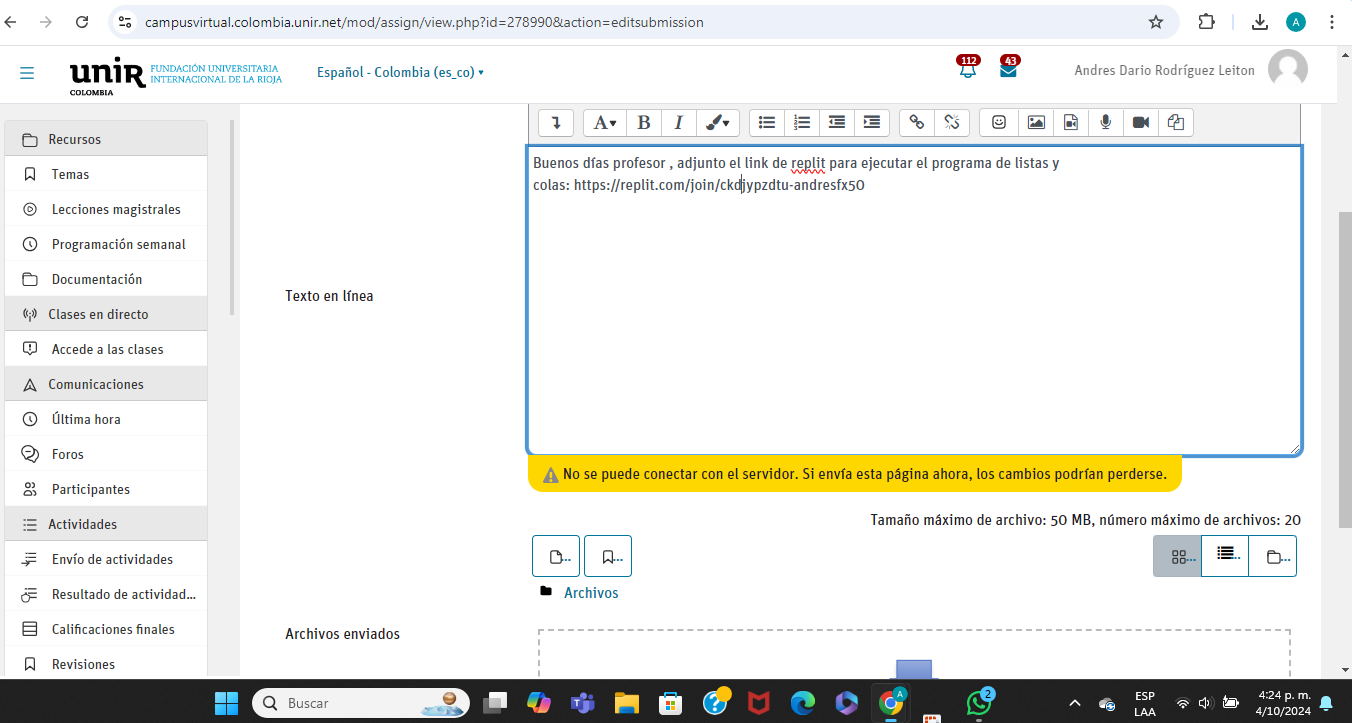 campusvirtual.colombia.unir.net/mod/assign/view.php?id=278990&action=editsubmission
A
unir
COLOMBIA
FUNDACIÓN UNIVERSITARIA
INTERNACIONAL DE LA RIOJA
Español - Colombia (es_co)
112
43
Andres Dario Rodríguez Leiton
Recursos
Temas
Lecciones magistrales
Programación semanal
Documentación
Clases en directo
Accede a las clases
Comunicaciones
Última hora
Foros
Participantes
Actividades
Envío de actividades
Resultado de actividad...
Calificaciones finales
Revisiones
A B I
Buenos días profesor , adjunto el link de replit para ejecutar el programa de listas y
colas: https://replit.com/join/ckdjypzdtu-andresfx50
Texto en línea
No se puede conectar con el servidor. Si envía esta página ahora, los cambios podrían perderse.
Tamaño máximo de archivo: 50 MB, número máximo de archivos: 20
... ... ... ... ...
Archivos
Archivos enviados
Buscar
A
2
ESP
LAA
4:24 p. m.
4/10/2024